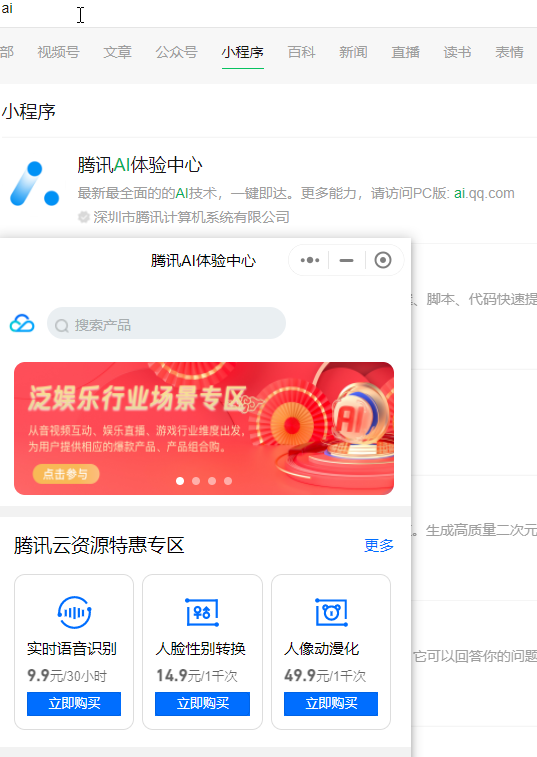 ai
部 视频号 文章 公众号 小程序 百科 新闻 直播 读书 表情
小程序
腾讯AI体验中心
最新最全面的的AI技术，一键即达。更多能力，请访问PC版: ai.qq.com
深圳市腾讯计算机系统有限公司
腾讯AI体验中心
、脚本、代码快速提
搜索产品
泛娱乐行业场景专区
从音视频互动、娱乐直播、游戏行业维度出发，
为用户提供相应的爆款产品、产品组合购。
AI
点击参与
。生成高质量二次元
腾讯云资源特惠专区 更多
实时语音识别 人脸性别转换 人像动漫化
它可以回答你的问题
9.9元/30小时 14.9元/1千次 49.9元/1千次
立即购买 立即购买 立即购买